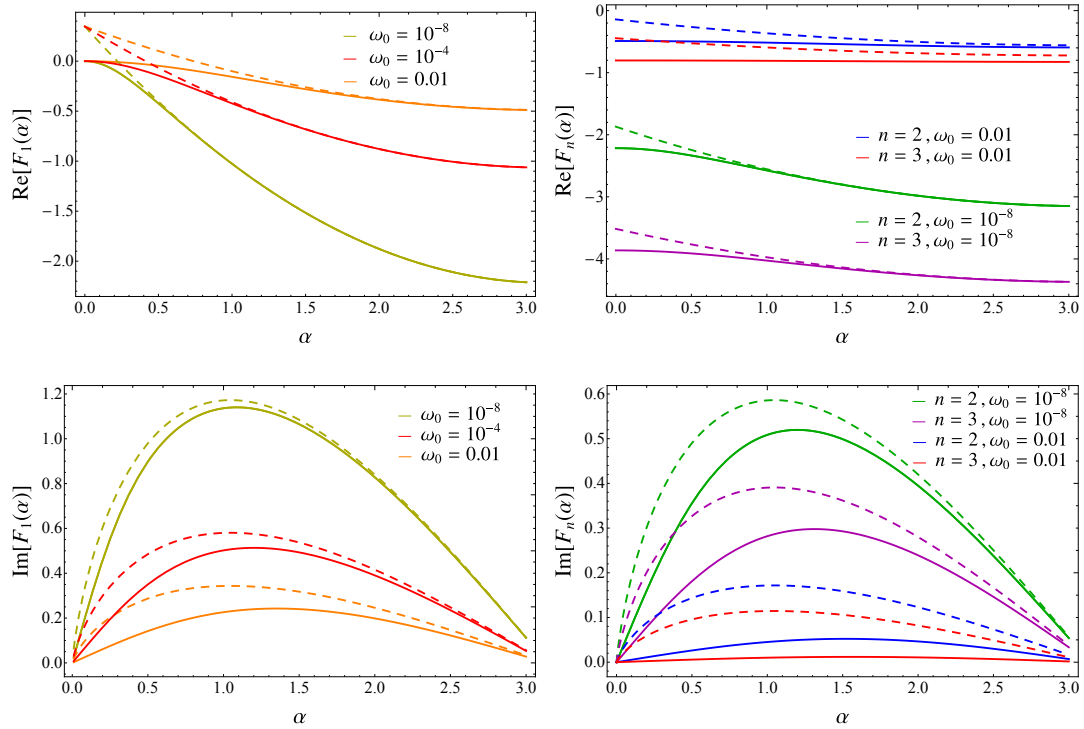 Re[F₁(α)]
0.0
−0.5
−1.0
−1.5
−2.0
ω₀ = 10⁻⁸
ω₀ = 10⁻⁴
ω₀ = 0.01
0.0 0.5 1.0 1.5 2.0 2.5 3.0
α
Re[Fₙ(α)]
0
−1
−2
−3
−4
n = 2 , ω₀ = 0.01
n = 3 , ω₀ = 0.01
n = 2 , ω₀ = 10⁻⁸
n = 3 , ω₀ = 10⁻⁸
0.0 0.5 1.0 1.5 2.0 2.5 3.0
α
Im[F₁(α)]
1.2
1.0
0.8
0.6
0.4
0.2
0.0
ω₀ = 10⁻⁸
ω₀ = 10⁻⁴
ω₀ = 0.01
0.0 0.5 1.0 1.5 2.0 2.5 3.0
α
Im[Fₙ(α)]
0.6
0.5
0.4
0.3
0.2
0.1
0.0
n = 2 , ω₀ = 10⁻⁸
n = 3 , ω₀ = 10⁻⁸
n = 2 , ω₀ = 0.01
n = 3 , ω₀ = 0.01
0.0 0.5 1.0 1.5 2.0 2.5 3.0
α